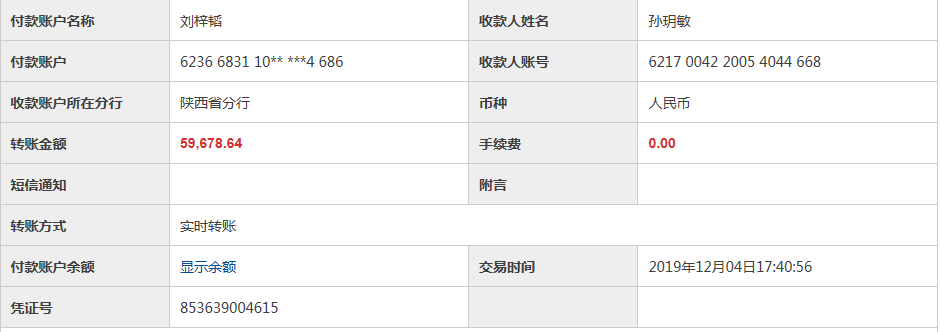 付款账户名称 刘梓韬 收款人姓名 孙玥敏
付款账户 6236 6831 10** ***4 686 收款人账号 6217 0042 2005 4044 668
收款账户所在分行 陕西省分行 币种 人民币
转账金额 59,678.64 手续费 0.00
短信通知 附言
转账方式 实时转账
付款账户余额 显示余额 交易时间 2019年12月04日17:40:56
凭证号 853639004615